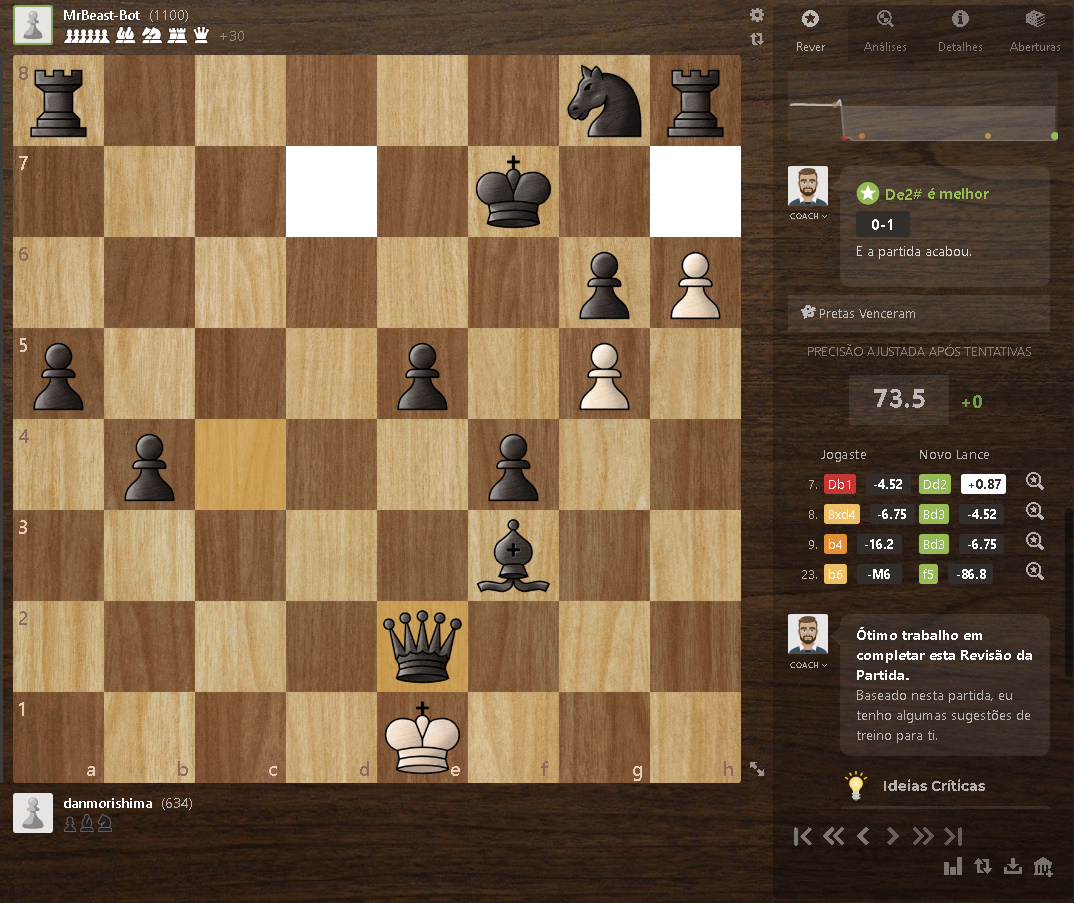 MrBeast-Bot (1100)
+30
8
7
6
5
4
3
2
1
a b c d e f g h
danmorishima (634)
Rever Análises Detalhes Aberturas
COACH
De2# é melhor
0-1
E a partida acabou.
Pretas Venceram
PRECISÃO AJUSTADA APÓS TENTATIVAS
73.5 +0
Jogaste Novo Lance
7. Db1 -4.52 Dd2 +0.87
8. Bxd4 -6.75 Bd3 -4.52
9. b4 -16.2 Bd3 -6.75
23. b6 -M6 f5 -86.8
COACH
Ótimo trabalho em
completar esta Revisão da
Partida.
Baseado nesta partida, eu
tenho algumas sugestões de
treino para ti.
Ideias Críticas